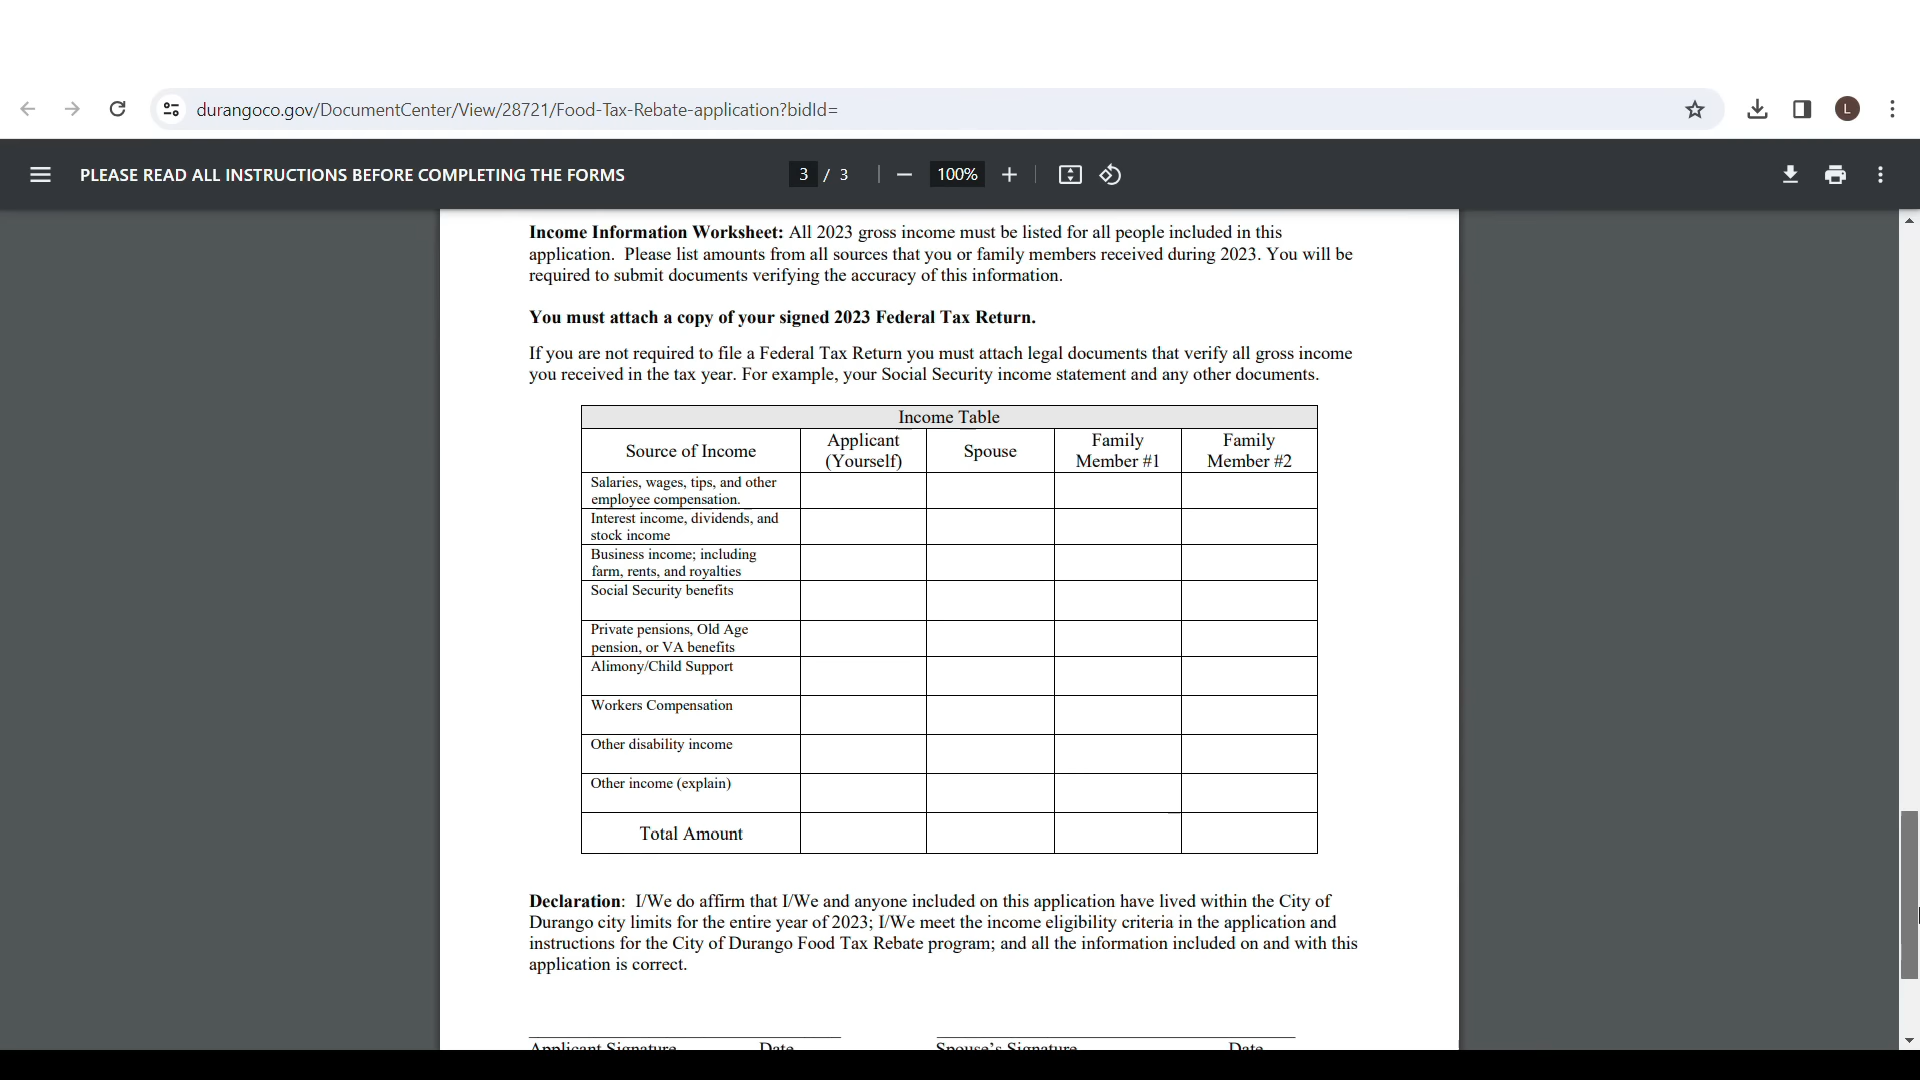 durangoco.gov/DocumentCenter/View/28721/Food-Tax-Rebate-application?bidId=
L
PLEASE READ ALL INSTRUCTIONS BEFORE COMPLETING THE FORMS
3 / 3
100%
Income Information Worksheet: All 2023 gross income must be listed for all people included in this
application. Please list amounts from all sources that you or family members received during 2023. You will be
required to submit documents verifying the accuracy of this information.
You must attach a copy of your signed 2023 Federal Tax Return.
If you are not required to file a Federal Tax Return you must attach legal documents that verify all gross income
you received in the tax year. For example, your Social Security income statement and any other documents.
Income Table
Source of Income
Applicant
(Yourself)
Spouse
Family
Member #1
Family
Member #2
Salaries, wages, tips, and other
employee compensation.
Interest income, dividends, and
stock income
Business income; including
farm, rents, and royalties
Social Security benefits
Private pensions, Old Age
pension, or VA benefits
Alimony/Child Support
Workers Compensation
Other disability income
Other income (explain)
Total Amount
Declaration: I/We do affirm that I/We and anyone included on this application have lived within the City of
Durango city limits for the entire year of 2023; I/We meet the income eligibility criteria in the application and
instructions for the City of Durango Food Tax Rebate program; and all the information included on and with this
application is correct.
Applicant Signature Date Spouse's Signature Date